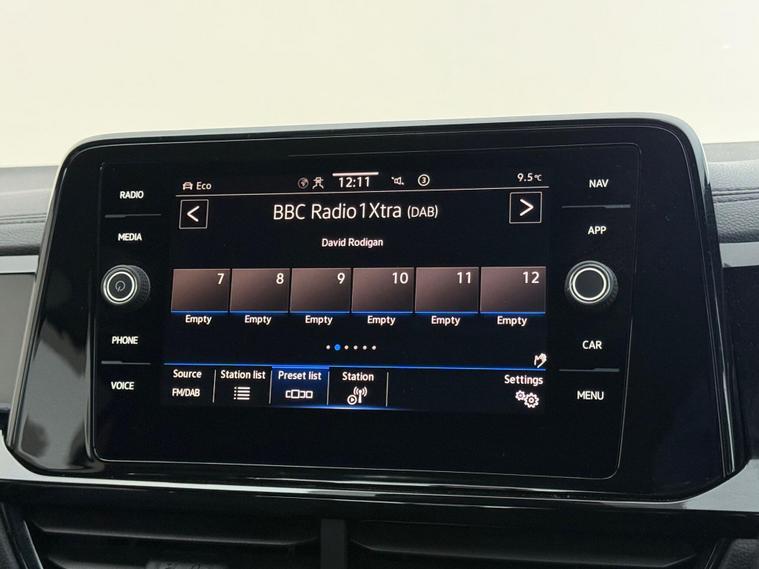 RADIO
MEDIA
PHONE
VOICE
Eco
12:11
3
9.5°C
BBC Radio1Xtra (DAB)
David Rodigan
7 8 9 10 11 12
Empty Empty Empty Empty Empty Empty
Source Station list Preset list Station Settings
FM/DAB
NAV
APP
CAR
MENU